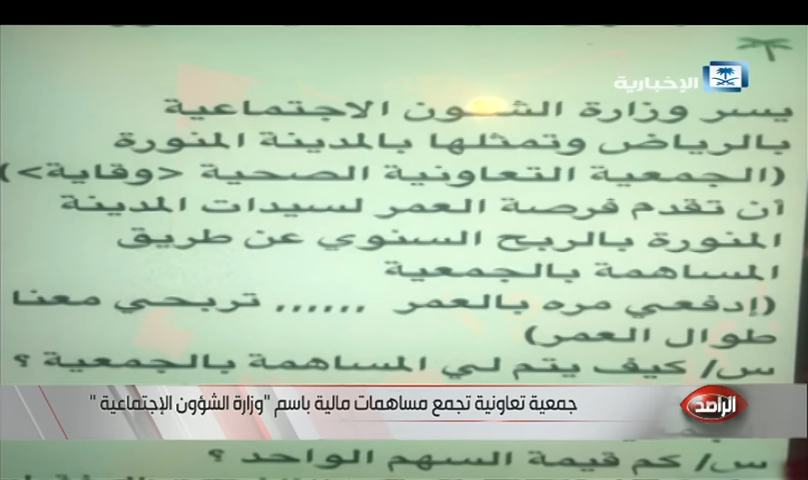 الإخبارية
يسر وزارة الشئون الاجتماعية
بالرياض وتمثلها بالمدينة المنورة
(الجمعية التعاونية الصحية <وقاية>)
أن تقدم فرصة العمر لسيدات المدينة
المنورة بالربح السنوي عن طريق
المساهمة بالجمعية
(إدفعي مره بالعمر ...... تربحي معنا
طوال العمر)
س/ كيف يتم لي المساهمة بالجمعية ؟
الراصد
جمعية تعاونية تجمع مساهمات مالية باسم "وزارة الشؤون الإجتماعية "
س/ كم قيمة السهم الواحد ؟